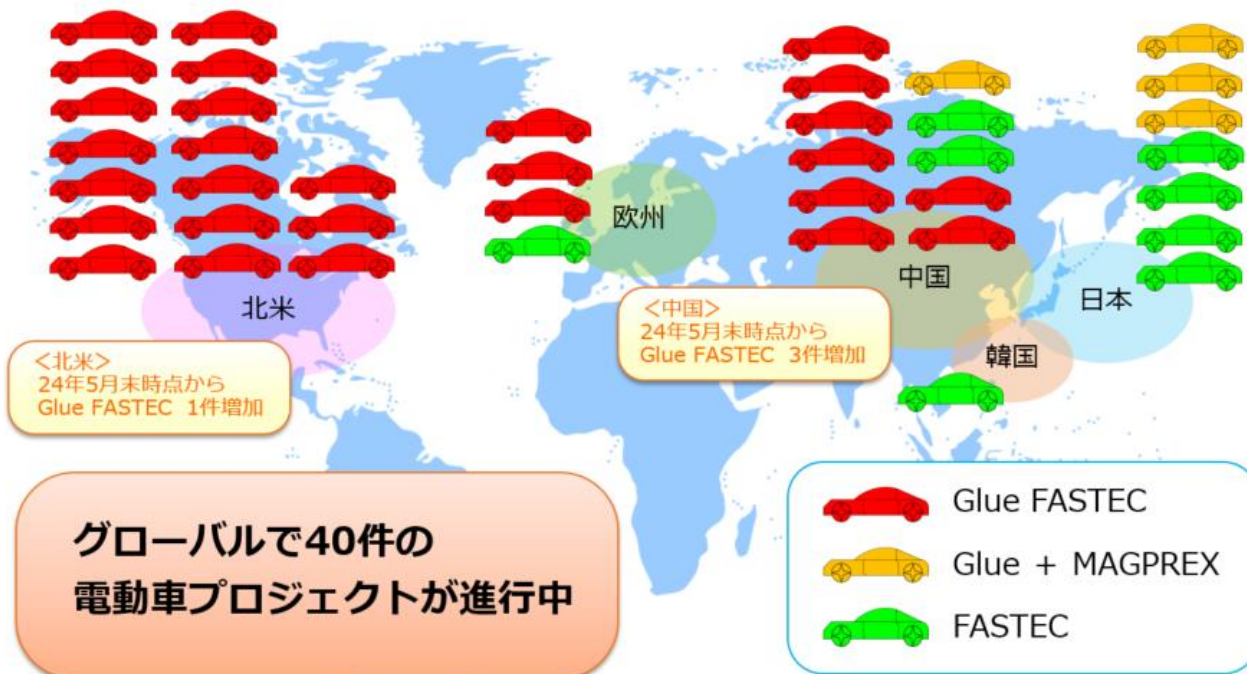 欧州
北米
中国
日本
韓国
<北米>
24年5月末時点から
Glue FASTEC 1件増加
<中国>
24年5月末時点から
Glue FASTEC 3件増加
グローバルで40件の
電動車プロジェクトが進行中
Glue FASTEC
Glue + MAGPREX
FASTEC